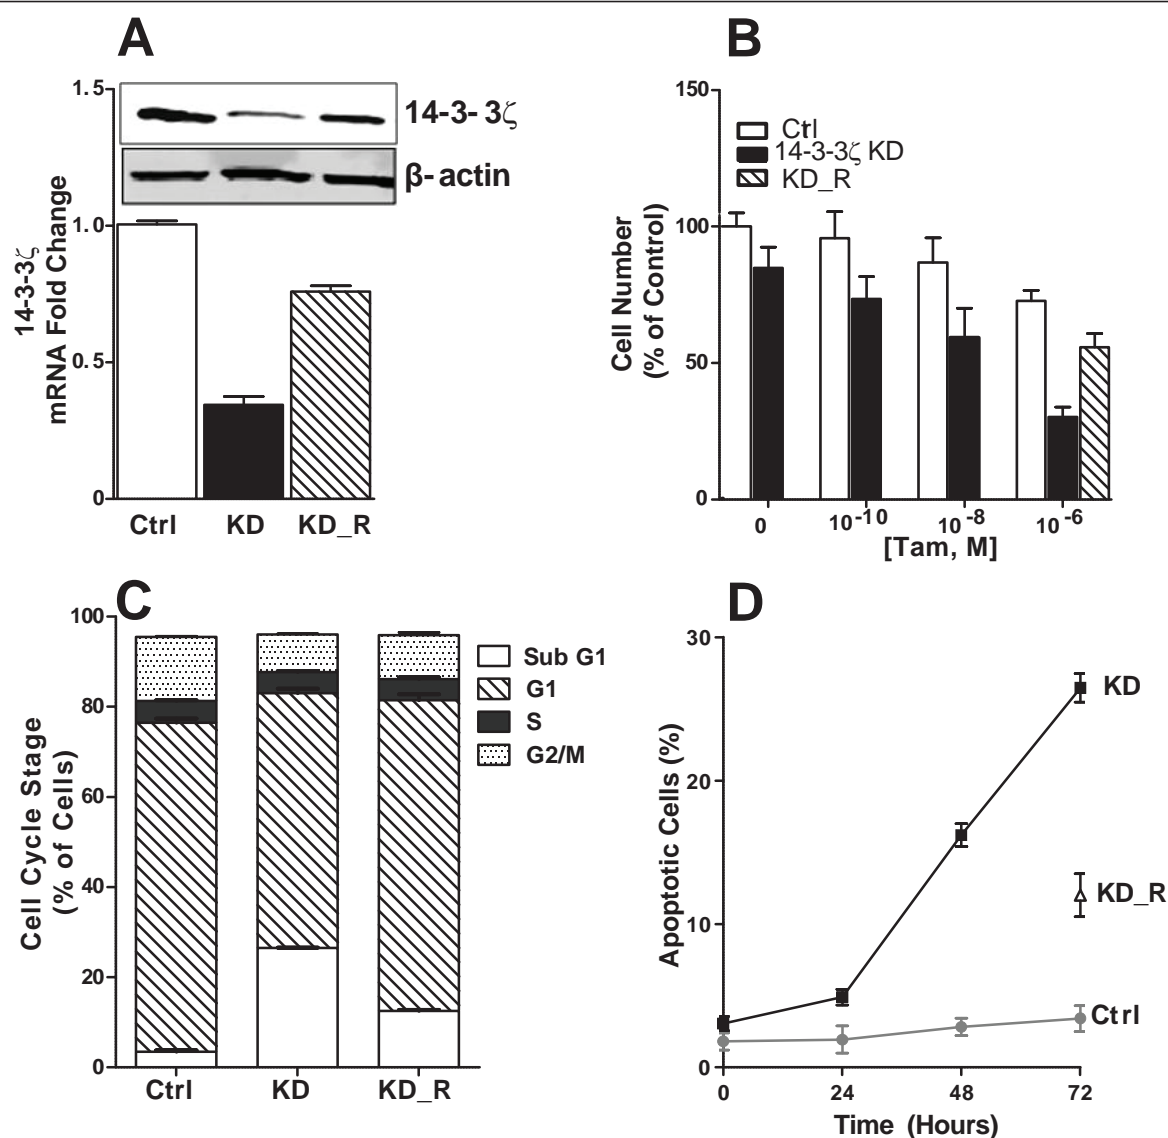 A
14-3-3ζ
mRNA Fold Change
1.5
1.0
0.5
0
14-3- 3ζ
β- actin
Ctrl KD KD_R
B
Cell Number
(% of Control)
150
100
50
0
Ctrl
14-3-3ζ KD
KD_R
0 10-10 10-8 10-6
[Tam, M]
C
Cell Cycle Stage
(% of Cells)
100
80
60
40
20
0
Sub G1
G1
S
G2/M
Ctrl KD KD_R
D
Apoptotic Cells (%)
30
20
10
0
KD
KD_R
Ctrl
0 24 48 72
Time (Hours)